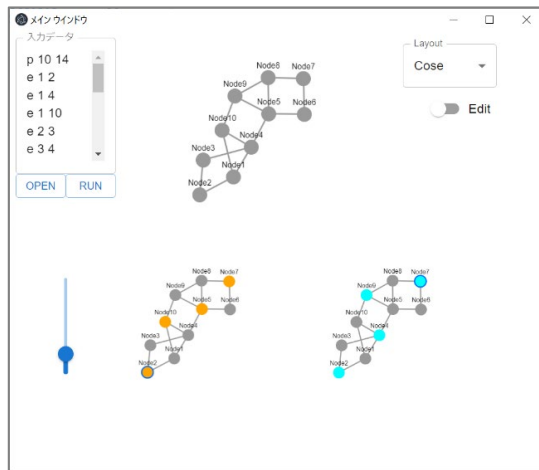 メイン ウインドウ
入力データ
p 10 14
e 1 2
e 1 4
e 1 10
e 2 3
e 3 4
OPEN RUN
Layout
Cose
Edit
Node8 Node7
Node9
Node5 Node6
Node10
Node4
Node3
Node1
Node2
Node8 Node7
Node9
Node5 Node6
Node10
Node4
Node3
Node1
Node2
Node8 Node7
Node9
Node5 Node6
Node10
Node4
Node3
Node1
Node2